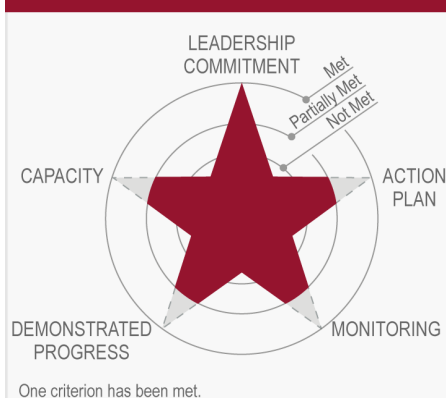 LEADERSHIP
COMMITMENT
Met
Partially Met
Not Met
CAPACITY
ACTION
PLAN
DEMONSTRATED
PROGRESS
MONITORING
One criterion has been met.